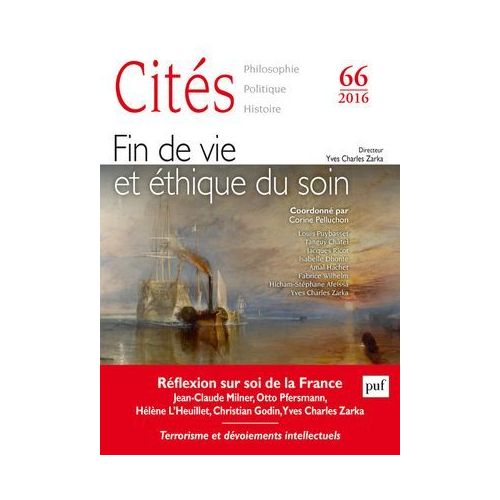 Cités
Philosophie
Politique
Histoire
66
2016
Directeur
Yves Charles Zarka
Fin de vie
et éthique du soin
Coordonné par
Corine Pelluchon
Louis Puybasset
Tanguy Châtel
Jacques Ricot
Isabelle Dhonte
Amal Hachet
Fabrice Wilhelm
Hicham-Stéphane Afeissa
Yves Charles Zarka
Réflexion sur soi de la France
Jean-Claude Milner, Otto Pfersmann,
Hélène L'Heuillet, Christian Godin, Yves Charles Zarka
puf
Terrorisme et dévoiements intellectuels